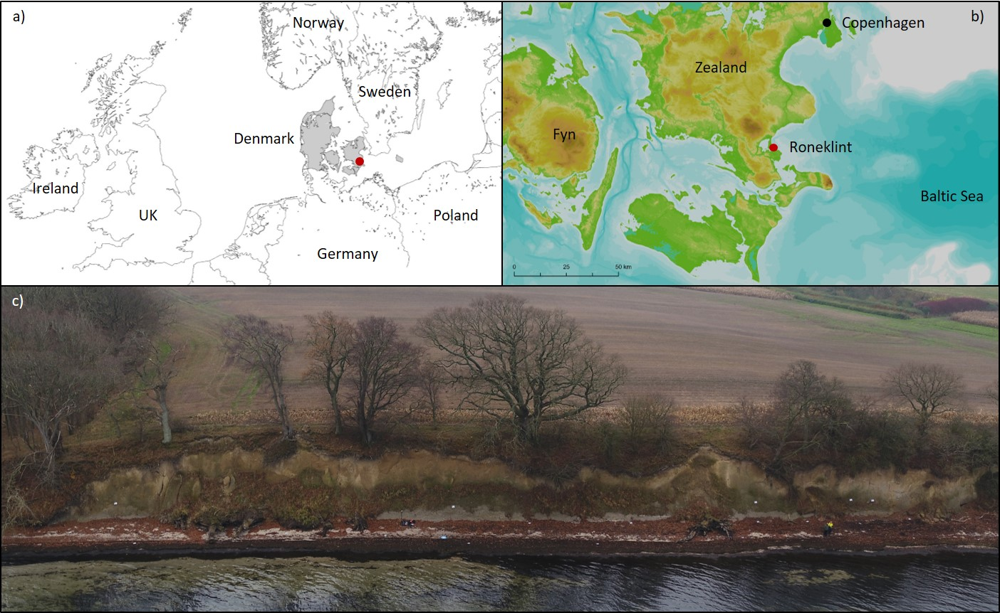 a)
Norway
Sweden
Denmark
Ireland
UK
Poland
Germany
b)
Copenhagen
Zealand
Fyn
Roneklint
Baltic Sea
0 25 50 km
c)